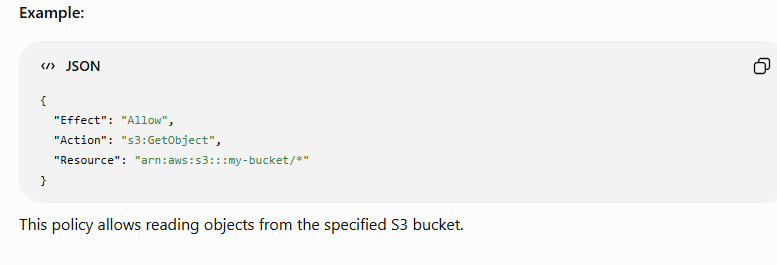 Example:
JSON
{
  "Effect": "Allow",
  "Action": "s3:GetObject",
  "Resource": "arn:aws:s3:::my-bucket/*"
}
This policy allows reading objects from the specified S3 bucket.